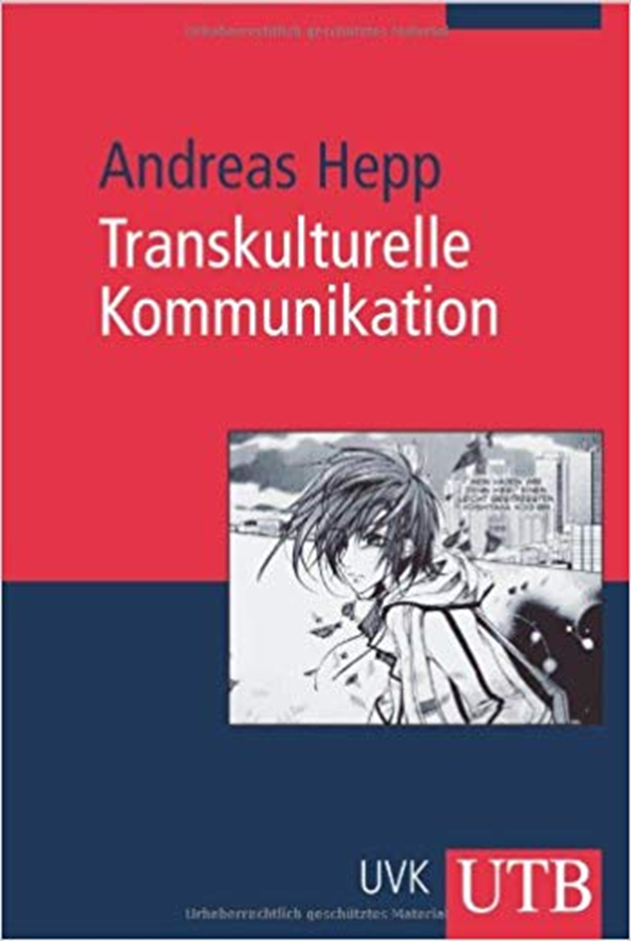 Urheberrechtlich geschütztes Material
Andreas Hepp
Transkulturelle
Kommunikation
UVK
UTB
Urheberrechtlich geschütztes Material